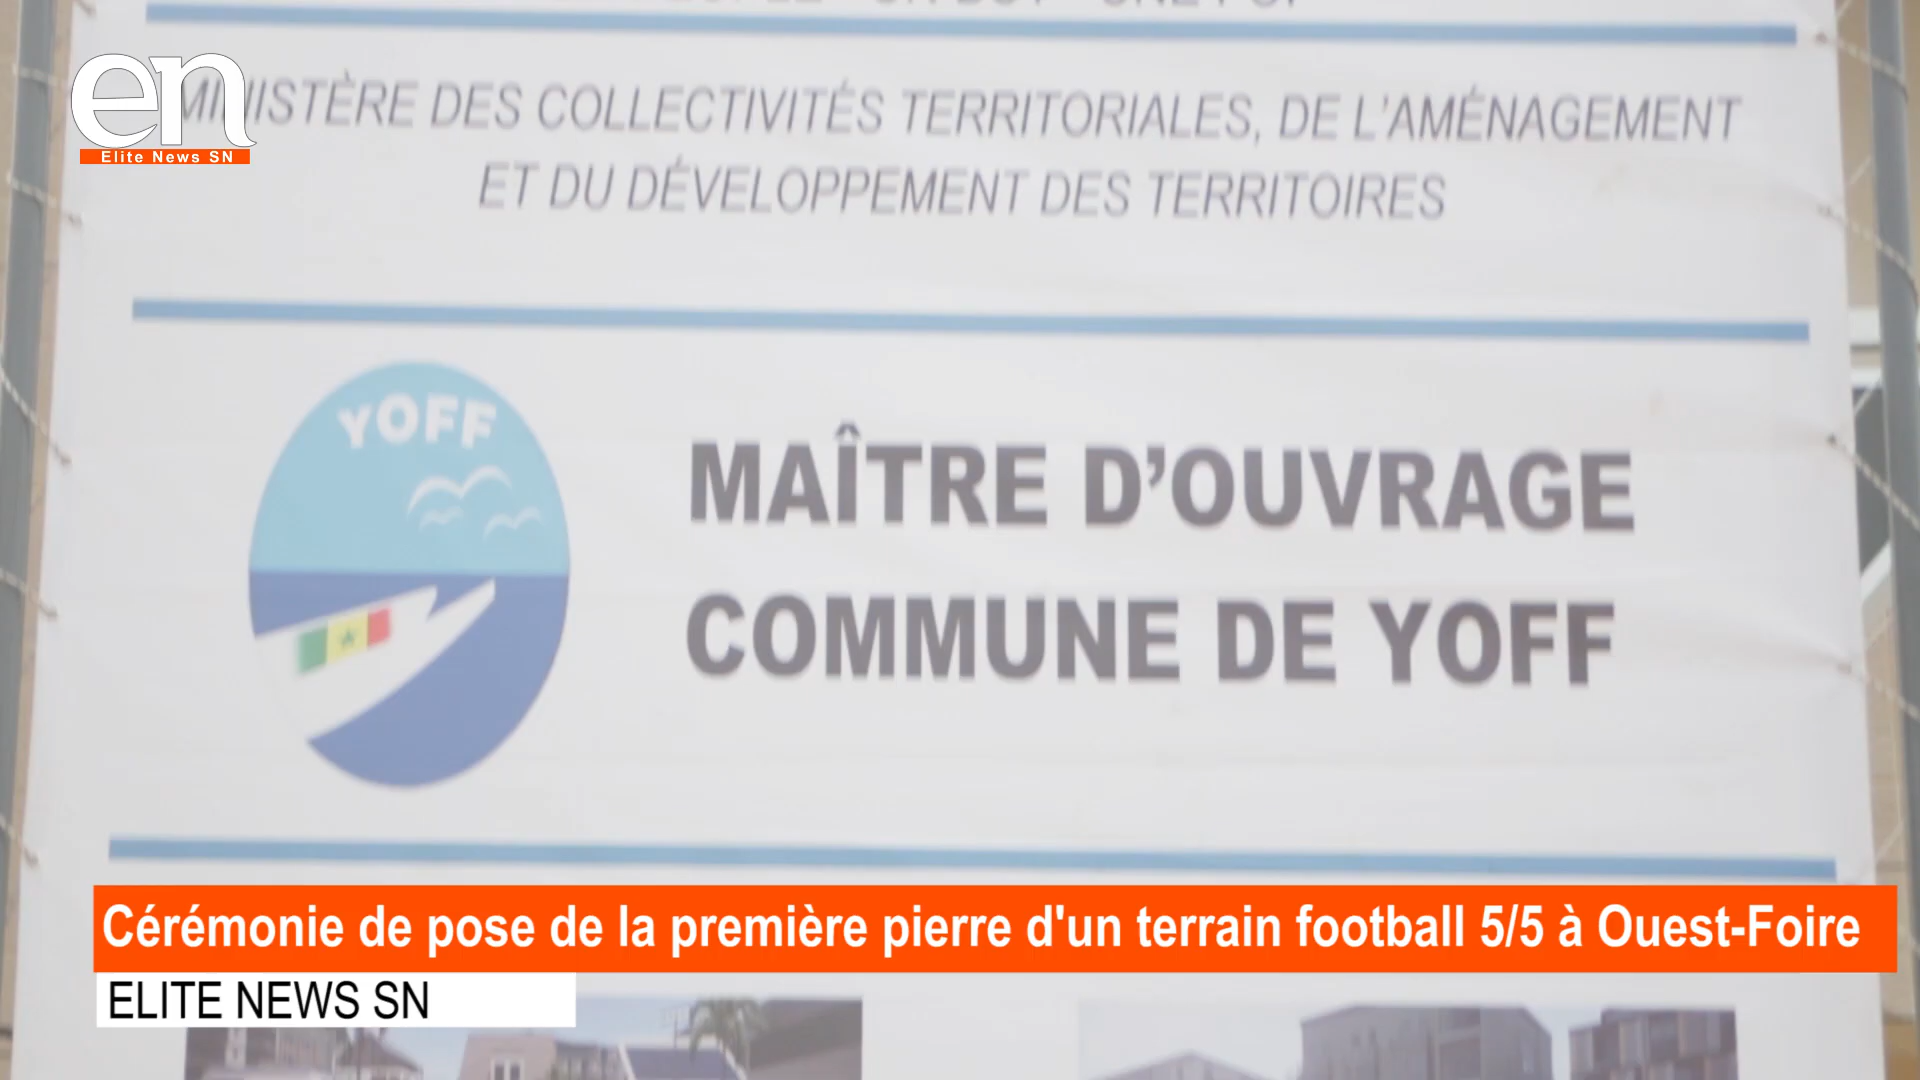 en
Elite News SN
MINISTÈRE DES COLLECTIVITÉS TERRITORIALES, DE L'AMÉNAGEMENT
ET DU DÉVELOPPEMENT DES TERRITOIRES
YOFF
MAÎTRE D'OUVRAGE
COMMUNE DE YOFF
Cérémonie de pose de la première pierre d'un terrain football 5/5 à Ouest-Foire
ELITE NEWS SN